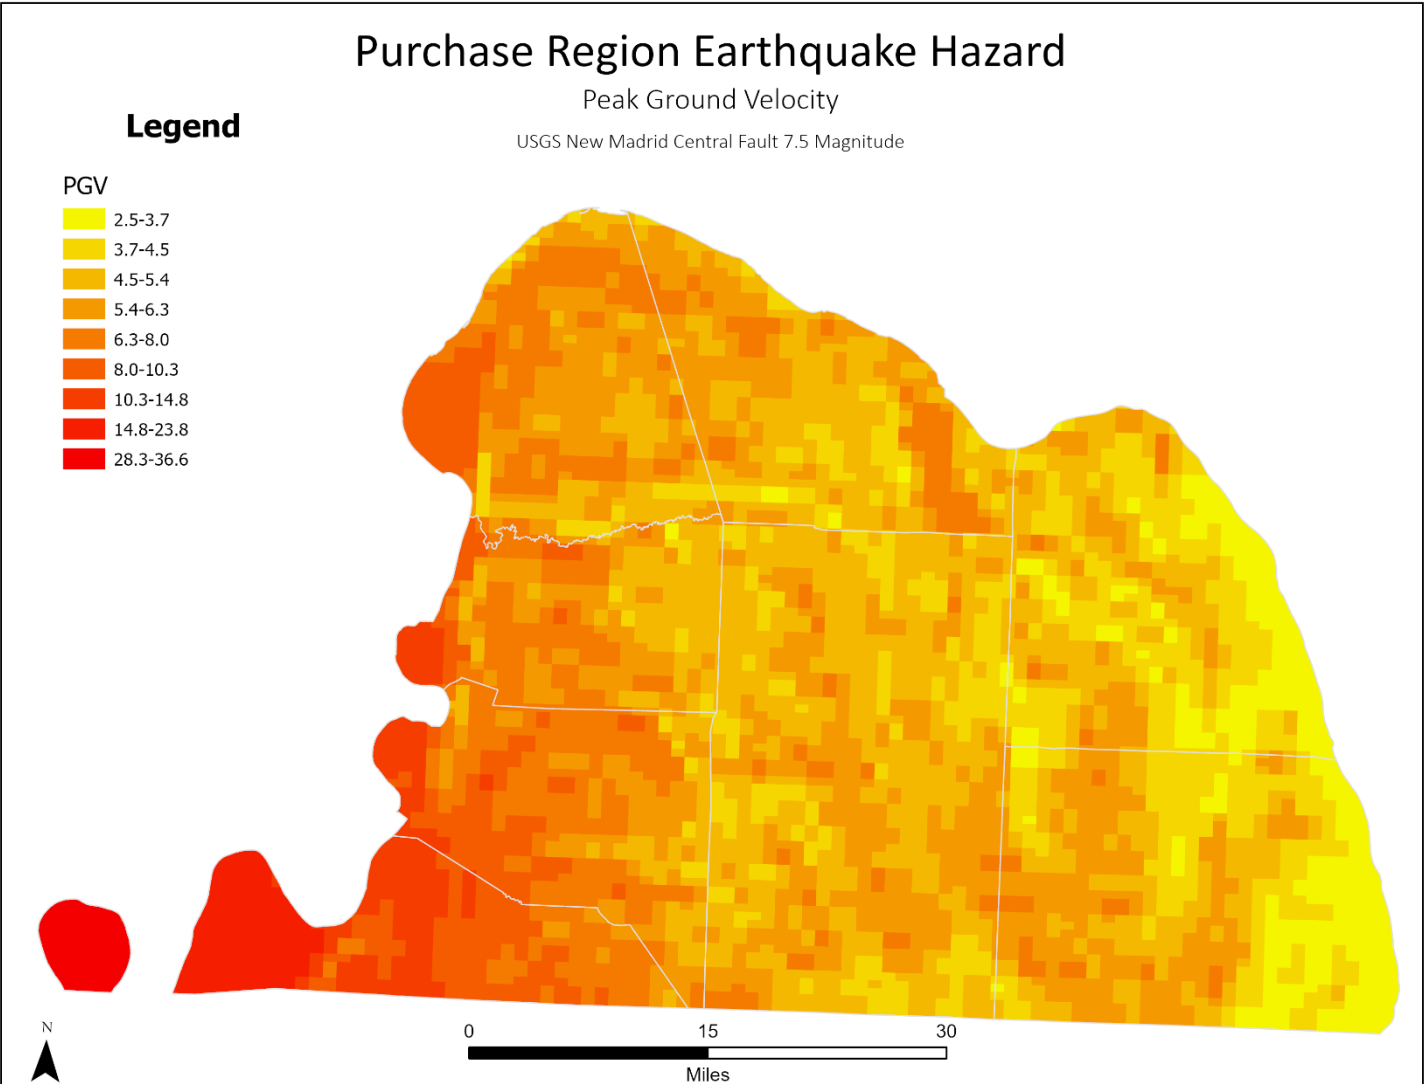 Purchase Region Earthquake Hazard
Peak Ground Velocity
USGS New Madrid Central Fault 7.5 Magnitude
Legend
PGV
2.5-3.7
3.7-4.5
4.5-5.4
5.4-6.3
6.3-8.0
8.0-10.3
10.3-14.8
14.8-23.8
28.3-36.6
N
0 15 30
Miles